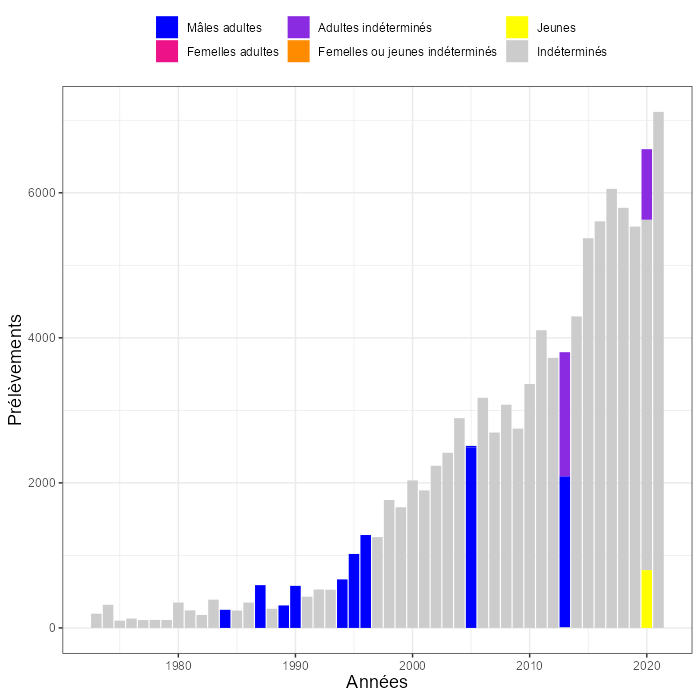 Mâles adultes Adultes indéterminés Jeunes
Femelles adultes Femelles ou jeunes indéterminés Indéterminés
6000
4000
2000
0
Prélèvements
1980 1990 2000 2010 2020
Années